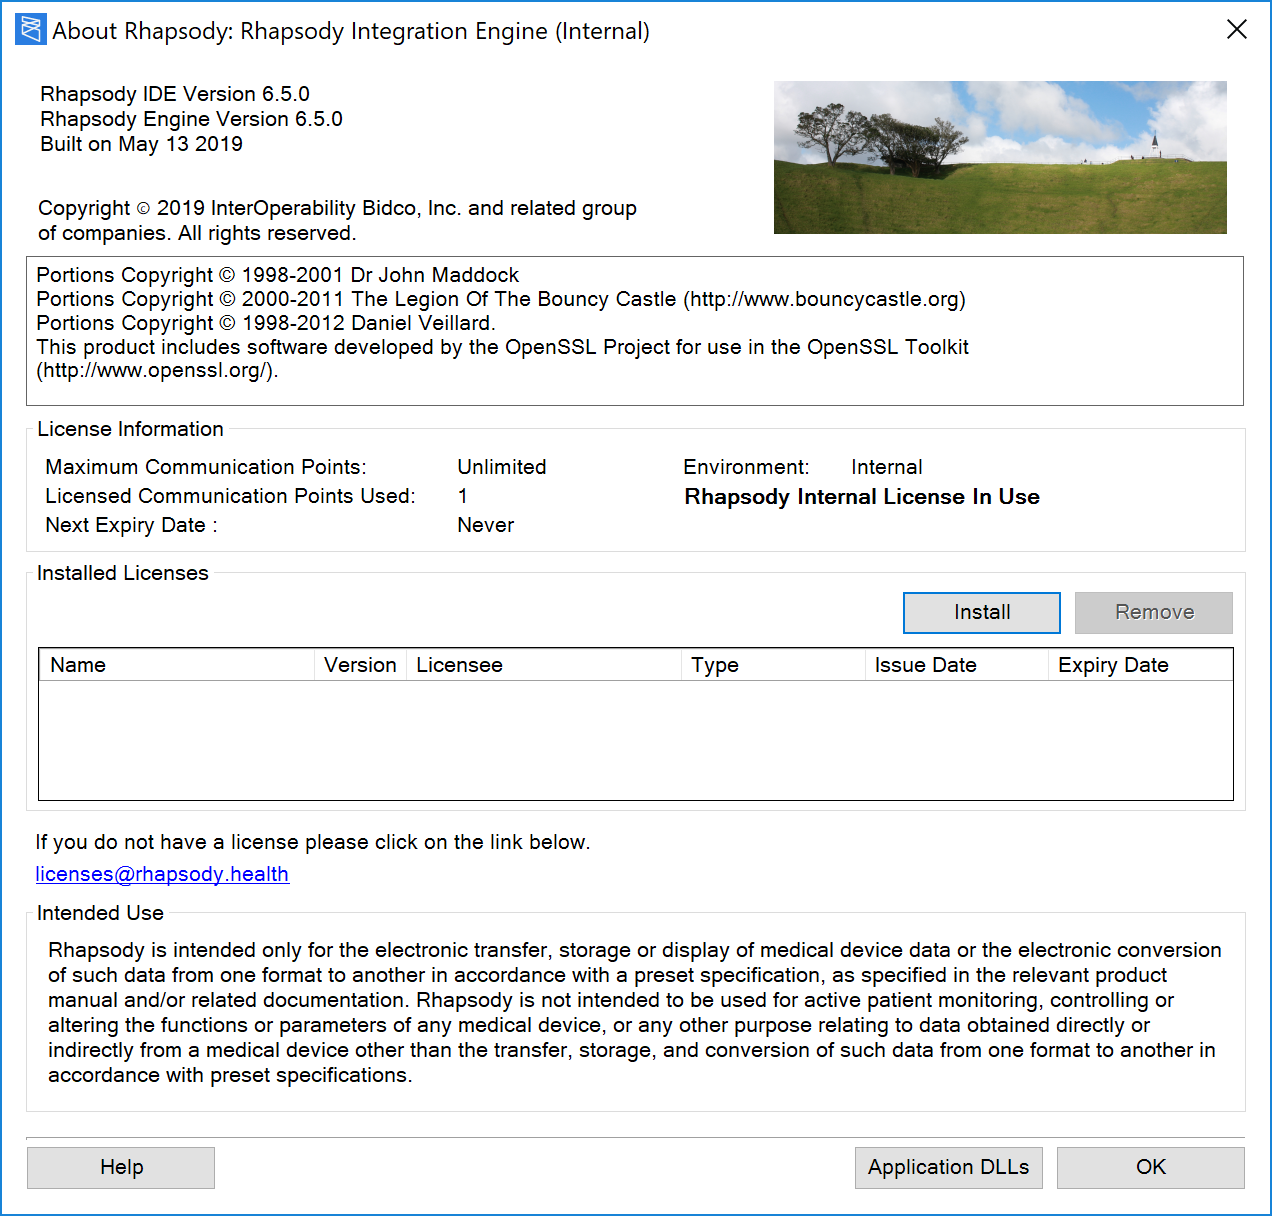 About Rhapsody: Rhapsody Integration Engine (Internal)
Rhapsody IDE Version 6.5.0
Rhapsody Engine Version 6.5.0
Built on May 13 2019
Copyright © 2019 InterOperability Bidco, Inc. and related group
of companies. All rights reserved.
Portions Copyright © 1998-2001 Dr John Maddock
Portions Copyright © 2000-2011 The Legion Of The Bouncy Castle (http://www.bouncycastle.org)
Portions Copyright © 1998-2012 Daniel Veillard.
This product includes software developed by the OpenSSL Project for use in the OpenSSL Toolkit
(http://www.openssl.org/).
License Information
Maximum Communication Points: Unlimited Environment: Internal
Licensed Communication Points Used: 1 Rhapsody Internal License In Use
Next Expiry Date : Never
Installed Licenses
Install Remove
Name Version Licensee Type Issue Date Expiry Date
If you do not have a license please click on the link below.
licenses@rhapsody.health
Intended Use
Rhapsody is intended only for the electronic transfer, storage or display of medical device data or the electronic conversion
of such data from one format to another in accordance with a preset specification, as specified in the relevant product
manual and/or related documentation. Rhapsody is not intended to be used for active patient monitoring, controlling or
altering the functions or parameters of any medical device, or any other purpose relating to data obtained directly or
indirectly from a medical device other than the transfer, storage, and conversion of such data from one format to another in
accordance with preset specifications.
Help Application DLLs OK